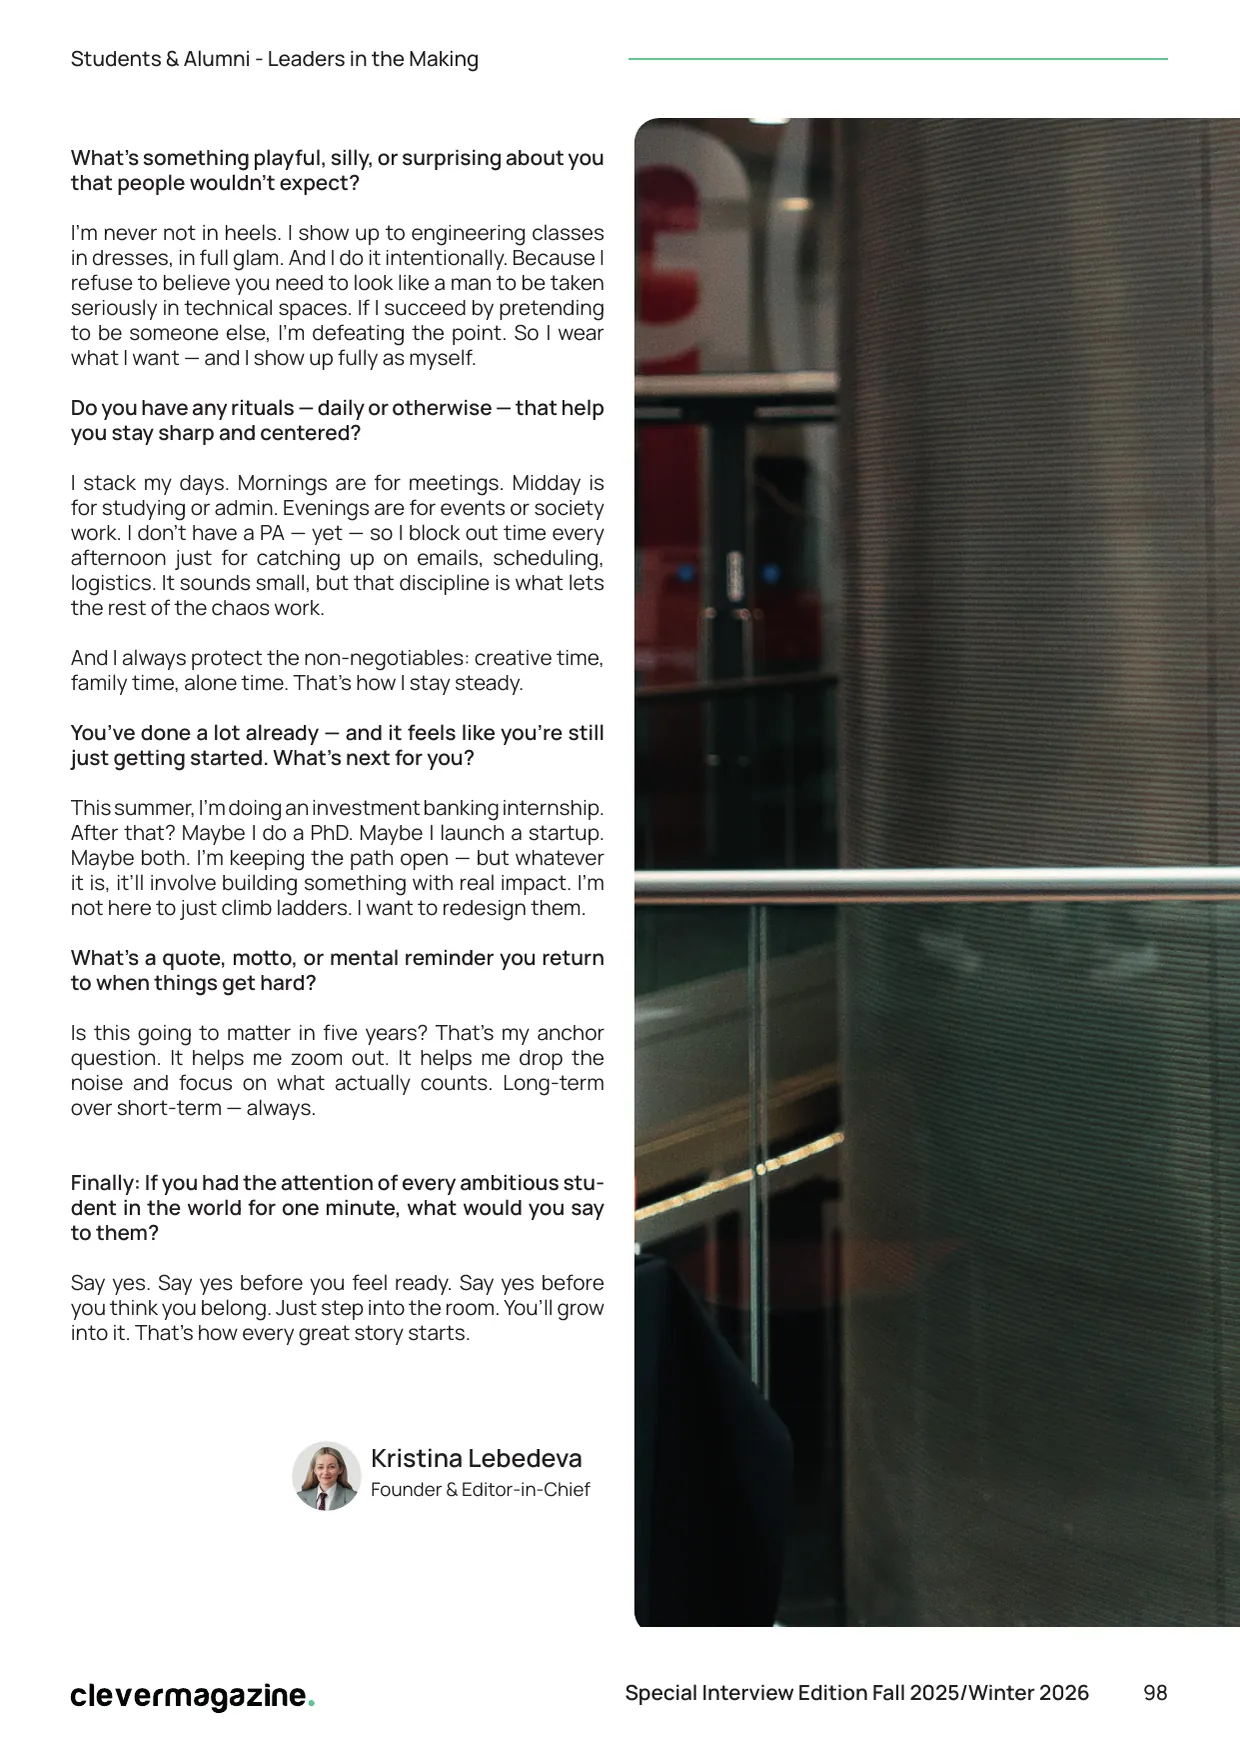 Students & Alumni - Leaders in the Making
What's something playful, silly, or surprising about you
that people wouldn't expect?
I'm never not in heels. I show up to engineering classes
in dresses, in full glam. And I do it intentionally. Because I
refuse to believe you need to look like a man to be taken
seriously in technical spaces. If I succeed by pretending
to be someone else, I'm defeating the point. So I wear
what I want — and I show up fully as myself.
Do you have any rituals — daily or otherwise — that help
you stay sharp and centered?
I stack my days. Mornings are for meetings. Midday is
for studying or admin. Evenings are for events or society
work. I don't have a PA — yet — so I block out time every
afternoon just for catching up on emails, scheduling,
logistics. It sounds small, but that discipline is what lets
the rest of the chaos work.
And I always protect the non-negotiables: creative time,
family time, alone time. That's how I stay steady.
You've done a lot already — and it feels like you're still
just getting started. What's next for you?
This summer, I'm doing an investment banking internship.
After that? Maybe I do a PhD. Maybe I launch a startup.
Maybe both. I'm keeping the path open — but whatever
it is, it'll involve building something with real impact. I'm
not here to just climb ladders. I want to redesign them.
What's a quote, motto, or mental reminder you return
to when things get hard?
Is this going to matter in five years? That's my anchor
question. It helps me zoom out. It helps me drop the
noise and focus on what actually counts. Long-term
over short-term — always.
Finally: If you had the attention of every ambitious stu-
dent in the world for one minute, what would you say
to them?
Say yes. Say yes before you feel ready. Say yes before
you think you belong. Just step into the room. You'll grow
into it. That's how every great story starts.
Kristina Lebedeva
Founder & Editor-in-Chief
clevermagazine.
Special Interview Edition Fall 2025/Winter 2026
98